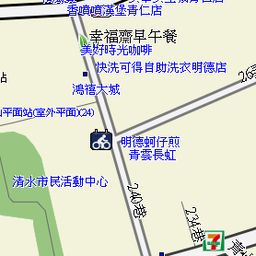 香噴噴漢堡青仁店
幸福齋早午餐
美好時光咖啡
快洗可得自助洗衣明德店
鴻禧大城
山平面站(室外平面)(24)
明德蚵仔煎
青雲長虹
清水市民活動中心
240巷
234巷
26
7